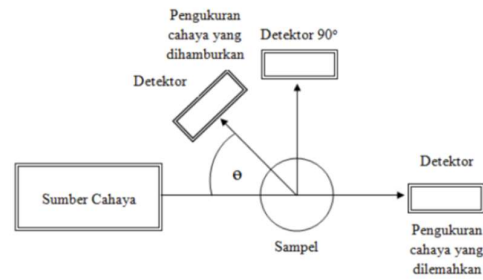 Pengukuran
cahaya yang
dihamburkan
Detektor 90°
Detektor
Sumber Cahaya
Ɵ
Sampel
Detektor
Pengukuran
cahaya yang
dilemahkan